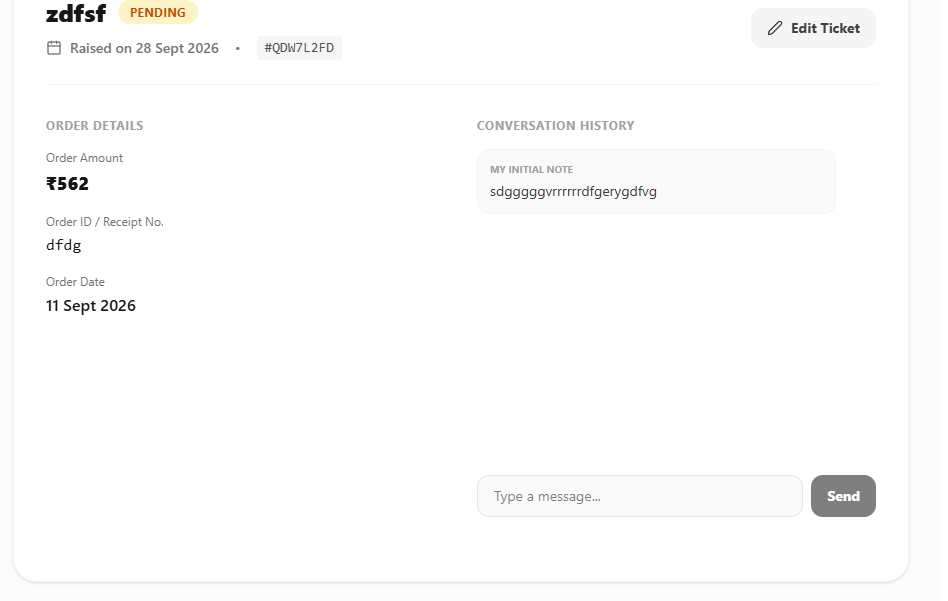 zdfsf PENDING
Raised on 28 Sept 2026 • #QDW7L2FD
Edit Ticket
ORDER DETAILS
Order Amount
₹562
Order ID / Receipt No.
dfdg
Order Date
11 Sept 2026
CONVERSATION HISTORY
MY INITIAL NOTE
sdgggggvrrrrrrdfgerygdfvg
Type a message...
Send